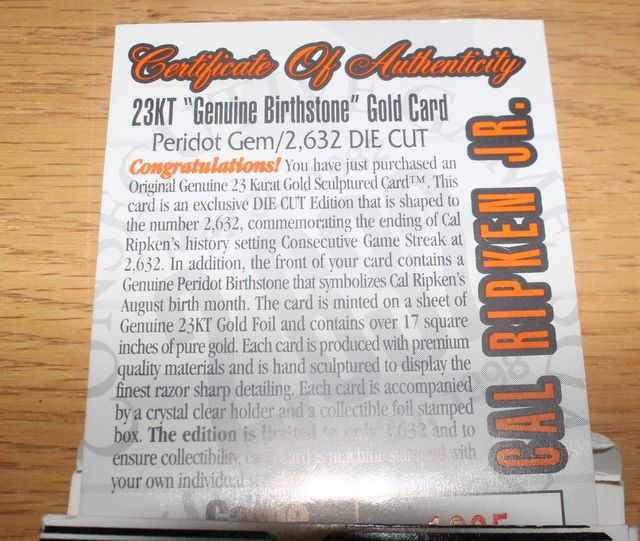 Certificate Of Authenticity
23KT "Genuine Birthstone" Gold Card
Peridot Gem/2,632 DIE CUT
Congratulations! You have just purchased an
Original Genuine 23 Karat Gold Sculptured Card™. This
card is an exclusive DIE CUT Edition that is shaped to
the number 2,632, commemorating the ending of Cal
Ripken's history setting Consecutive Game Streak at
2,632. In addition, the front of your card contains a
Genuine Peridot Birthstone that symbolizes Cal Ripken's
August birth month. The card is minted on a sheet of
Genuine 23KT Gold Foil and contains over 17 square
inches of pure gold. Each card is produced with premium
quality materials and is hand sculptured to display the
finest razor sharp detailing. Each card is accompanied
by a crystal clear holder and a collectible foil stamped
box. The edition is limited to only 2,632 and to
ensure collectibility, each card is machine stamped with
your own individual
CAL RIPKEN JR.